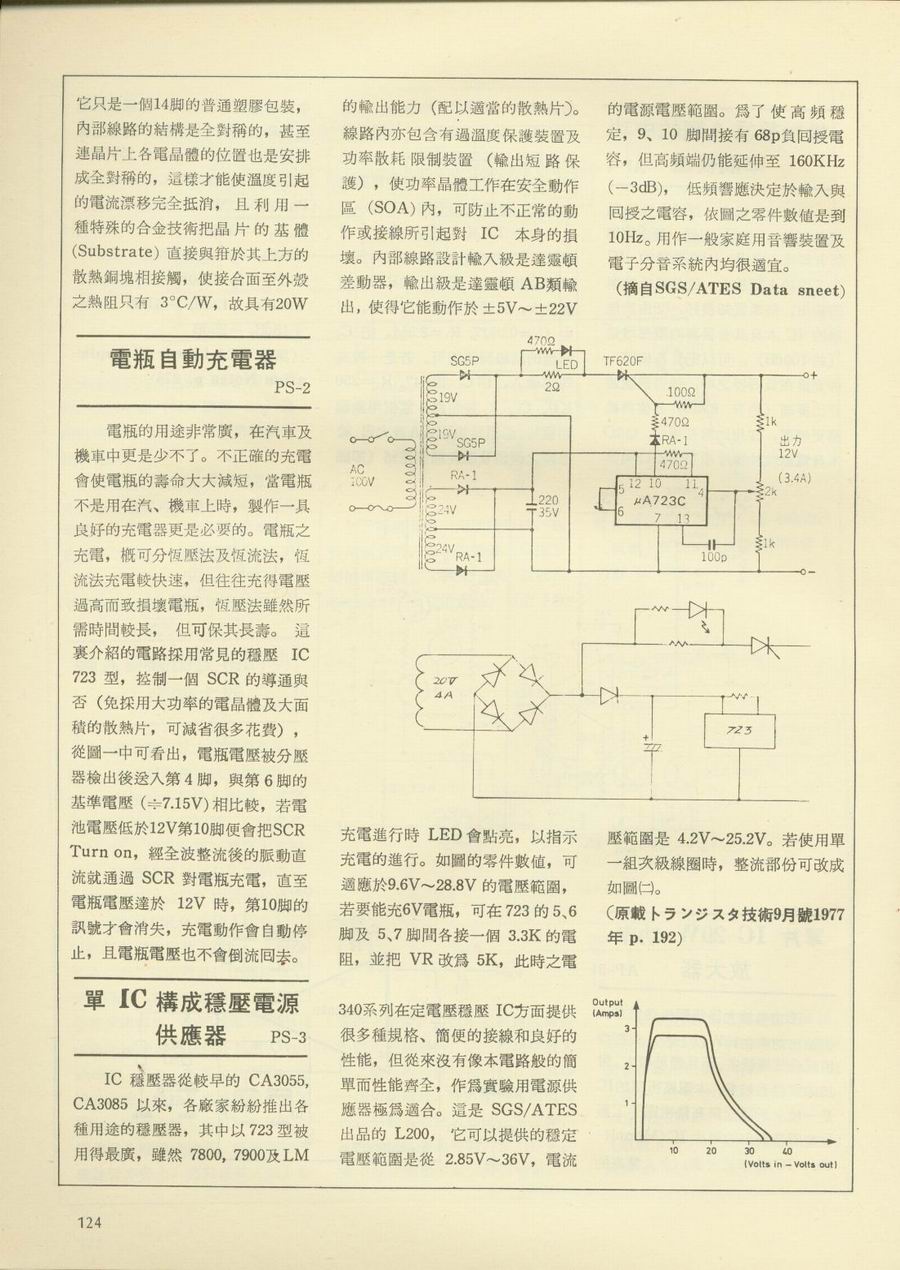 它只是一個14脚的普通塑膠包裝，
內部線路的結構是全對稱的，甚至
連晶片上各電晶體的位置也是安排
成全對稱的，這樣才能使溫度引起
的電流漂移完全抵消，且利用一
種特殊的合金技術把晶片的基體
(Substrate) 直接與箝於其上方的
散熱銅塊相接觸，使接合面至外殼
之熱阻只有 3°C/W，故具有20W
的輸出能力（配以適當的散熱片）。
線路內亦包含有過溫度保護裝置及
功率散耗限制裝置（輸出短路保
護），使功率晶體工作在安全動作
區（SOA）內，可防止不正常的動
作或接線所引起對 IC 本身的損
壞。內部線路設計輸入級是達靈頓
差動器，輸出級是達靈頓 AB類輸
出，使得它能動作於 ±5V～±22V
的電源電壓範圍。爲了使高頻穩
定，9、10 脚間接有 68p負囘授電
容，但高頻端仍能延伸至 160KHz
(－3dB)， 低頻響應決定於輸入與
囘授之電容，依圖之零件數値是到
10Hz。用作一般家庭用音響裝置及
電子分音系統內均很適宜。
(摘自SGS/ATES Data sneet)
電瓶自動充電器
PS-2
電瓶的用途非常廣，在汽車及
機車中更是少不了。不正確的充電
會使電瓶的壽命大大減短，當電瓶
不是用在汽、機車上時，製作一具
良好的充電器更是必要的。電瓶之
充電，槪可分恆壓法及恆流法，恆
流法充電較快速，但往往充得電壓
過高而致損壞電瓶，恆壓法雖然所
需時間較長， 但可保其長壽。 這
裏介紹的電路採用常見的穩壓 IC
723 型，控制一個 SCR 的導通與
否（免採用大功率的電晶體及大面
積的散熱片，可減省很多花費），
從圖一中可看出，電瓶電壓被分壓
器檢出後送入第 4 脚，與第 6 脚的
基準電壓 (≑7.15V) 相比較，若電
池電壓低於12V第10脚便會把SCR
Turn on，經全波整流後的脈動直
流就通過 SCR 對電瓶充電，直至
電瓶電壓達於 12V 時，第10脚的
訊號才會消失，充電動作會自動停
止，且電瓶電壓也不會倒流囘去。
470Ω
SG5P
LED
TF620F
2Ω
100Ω
19V
470Ω
1k
19V
SG5P
RA-1
出力
12V
(3.4A)
AC
100V
RA-1
470Ω
24V
220
35V
5 12 10 11
4
μA723C
6
7 13
2k
24V
RA-1
100p
1k
20V
4A
723
充電進行時 LED 會點亮，以指示
充電的進行。如圖的零件數値，可
適應於9.6V～28.8V 的電壓範圍，
若要能充6V電瓶，可在 723 的 5、6
脚及 5、7 脚間各接一個 3.3K 的電
阻，並把 VR 改爲 5K，此時之電
壓範圍是 4.2V～25.2V。若使用單
一組次級線圈時，整流部份可改成
如圖㈡。
(原載トランジスタ技術9月號1977
年 p. 192)
單 IC 構成穩壓電源
供應器 PS-3
IC 穩壓器從較早的 CA3055,
CA3085 以來，各廠家紛紛推出各
種用途的穩壓器，其中以 723 型被
用得最廣，雖然 7800, 7900及LM
340系列在定電壓穩壓 IC方面提供
很多種規格、簡便的接線和良好的
性能，但從來沒有像本電路般的簡
單而性能齊全，作爲實驗用電源供
應器極爲適合。這是 SGS/ATES
出品的 L200， 它可以提供的穩定
電壓範圍是從 2.85V～36V，電流
Output
(Amps)
3
2
1
10 20 30 40
(Volts in – Volts out)
124